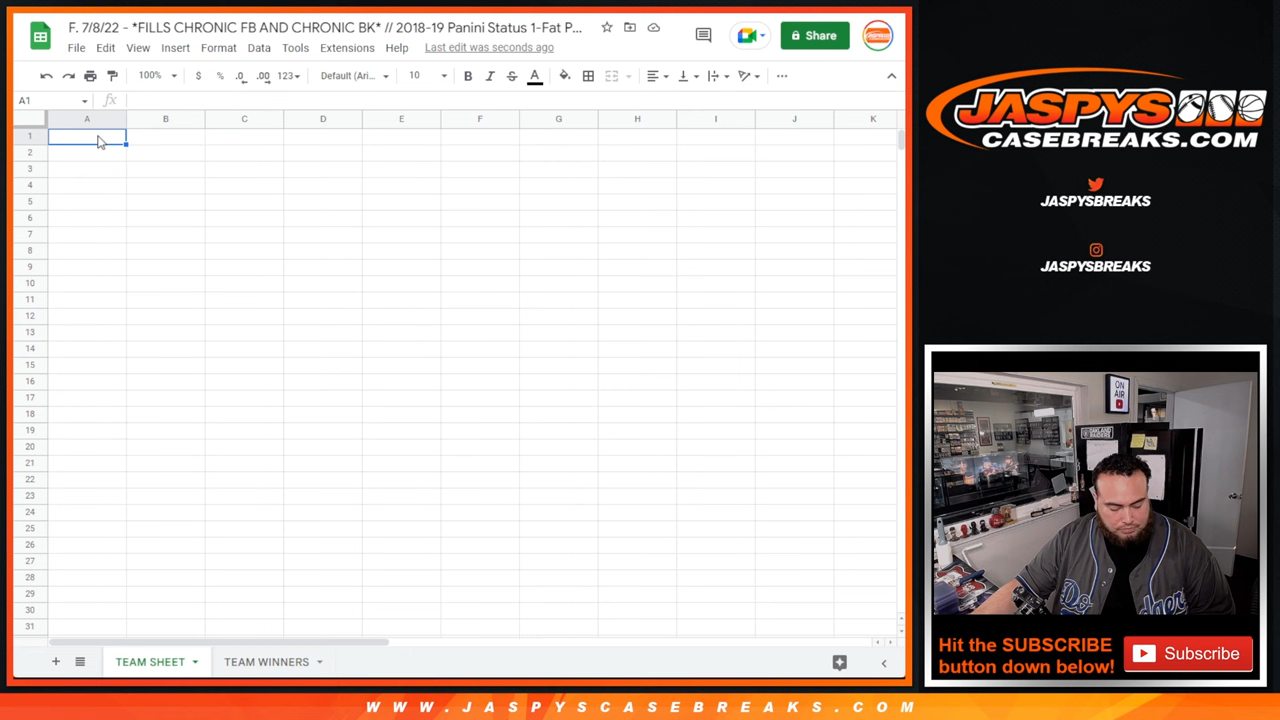 F. 7/8/22 - *FILLS CHRONIC FB AND CHRONIC BK* // 2018-19 Panini Status 1-Fat P...
Share
File Edit View Insert Format Data Tools Extensions Help Last edit was seconds ago
100% $ % .0 .00 123 Default (Ari... 10 B I S A
A1 fx
A B C D E F G H I J K
1
2
3
4
5
6
7
8
9
10
11
12
13
14
15
16
17
18
19
20
21
22
23
24
25
26
27
28
29
30
31
TEAM SHEET TEAM WINNERS
JASPYS
CASEBREAKS.COM
JASPYSBREAKS
JASPYSBREAKS
ON
AIR
Hit the SUBSCRIBE
button down below!
Subscribe
WWW.JASPYSCASEBREAKS.COM